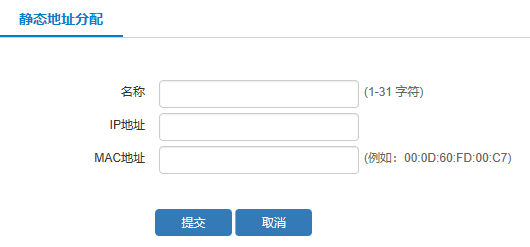 静态地址分配
名称 (1-31 字符)
IP地址
MAC地址 (例如：00:0D:60:FD:00:C7)
提交 取消